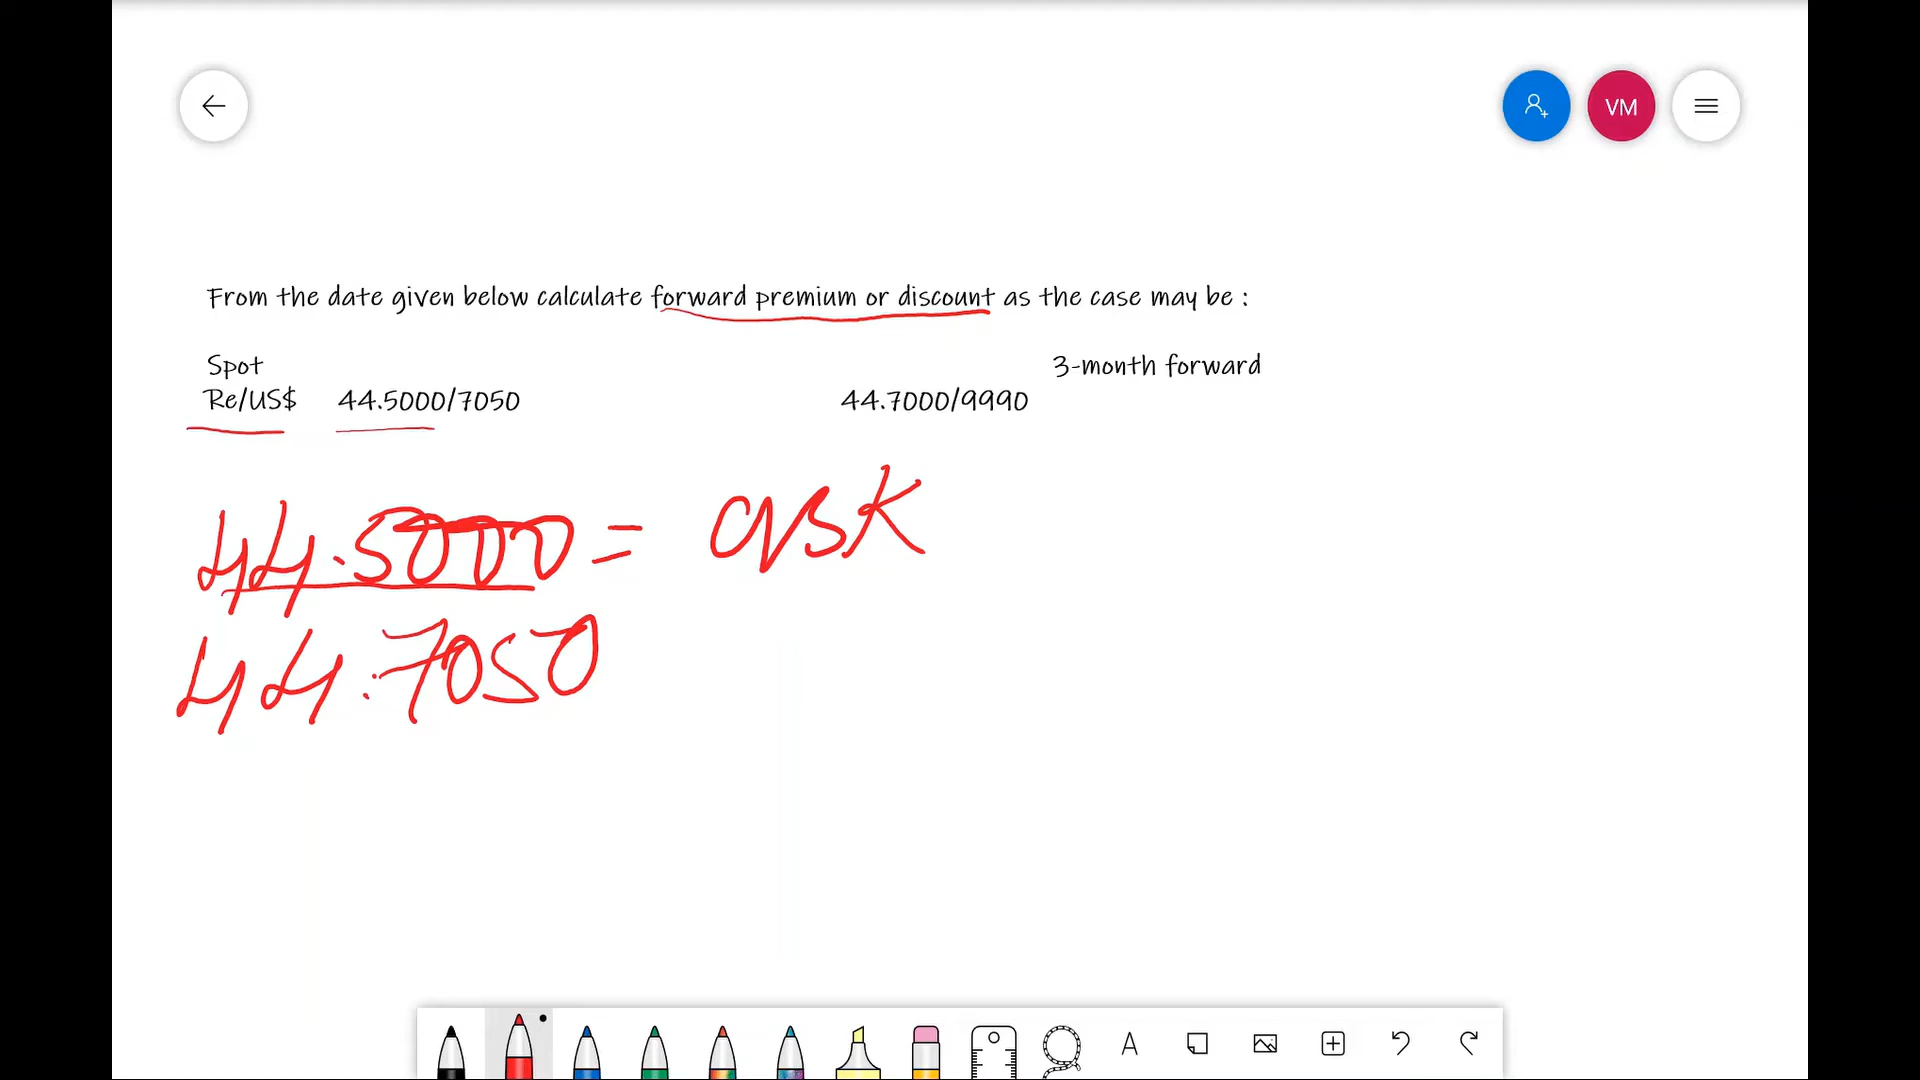 VM
From the date given below calculate forward premium or discount as the case may be :
Spot 3-month forward
Re/US$ 44.5000/7050 44.7000/9990
44.5000 = ask
44.7050
A